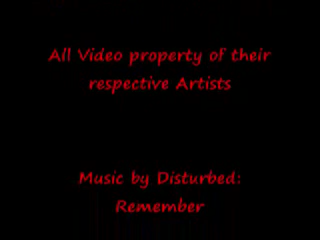 All Video property of their
respective Artists
Music by Disturbed:
Remember